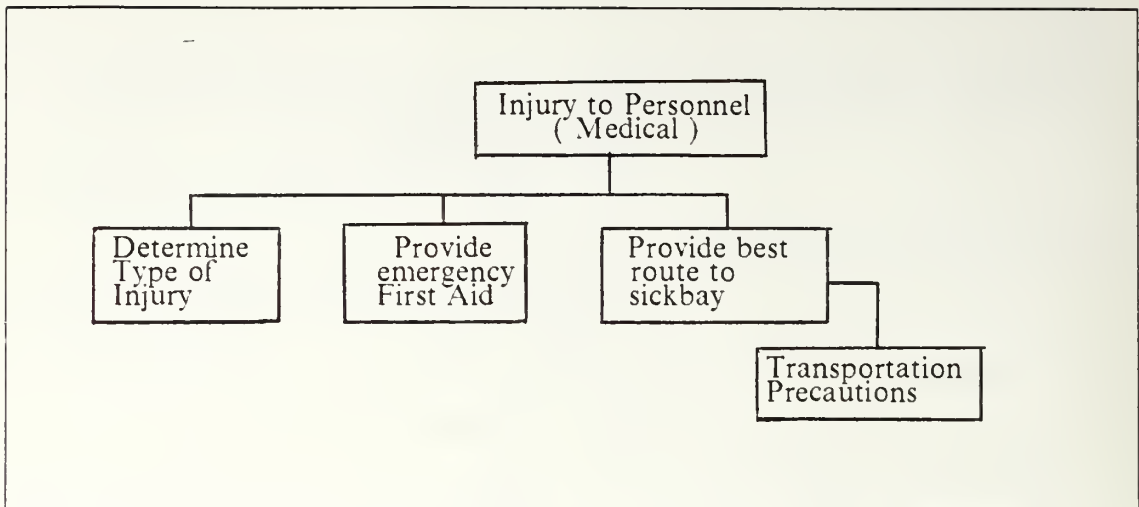 Injury to Personnel
( Medical )
Determine
Type of
Injury
Provide
emergency
First Aid
Provide best
route to
sickbay
Transportation
Precautions